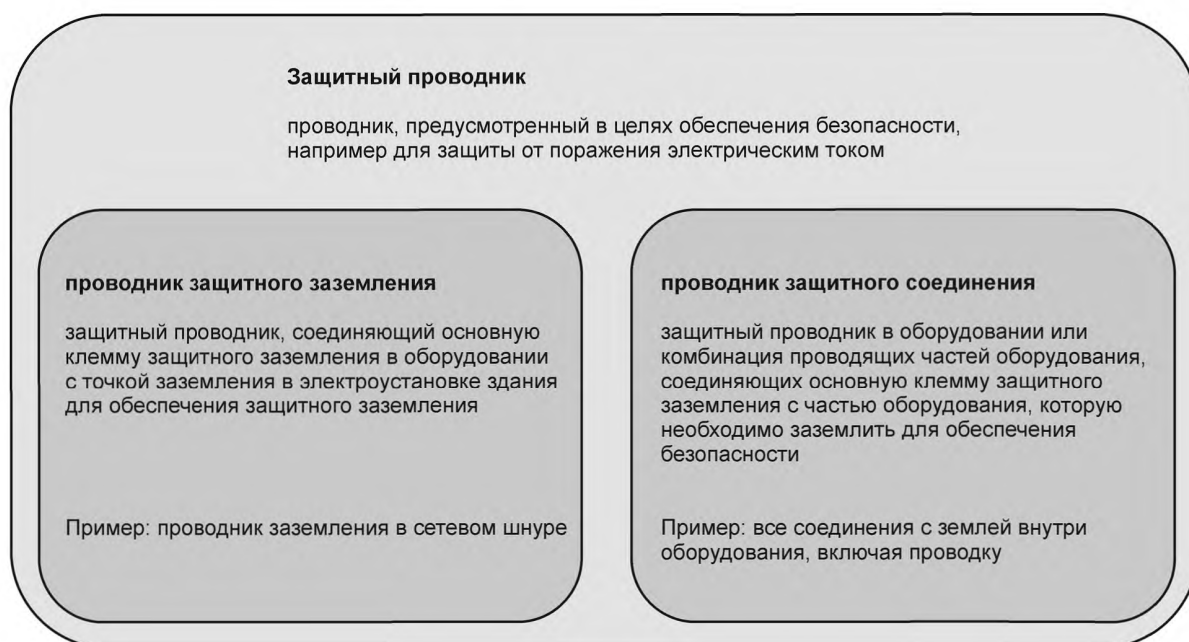 Защитный проводник
проводник, предусмотренный в целях обеспечения безопасности,
например для защиты от поражения электрическим током
проводник защитного заземления
защитный проводник, соединяющий основную
клемму защитного заземления в оборудовании
с точкой заземления в электроустановке здания
для обеспечения защитного заземления
Пример: проводник заземления в сетевом шнуре
проводник защитного соединения
защитный проводник в оборудовании или
комбинация проводящих частей оборудования,
соединяющих основную клемму защитного
заземления с частью оборудования, которую
необходимо заземлить для обеспечения
безопасности
Пример: все соединения с землей внутри
оборудования, включая проводку